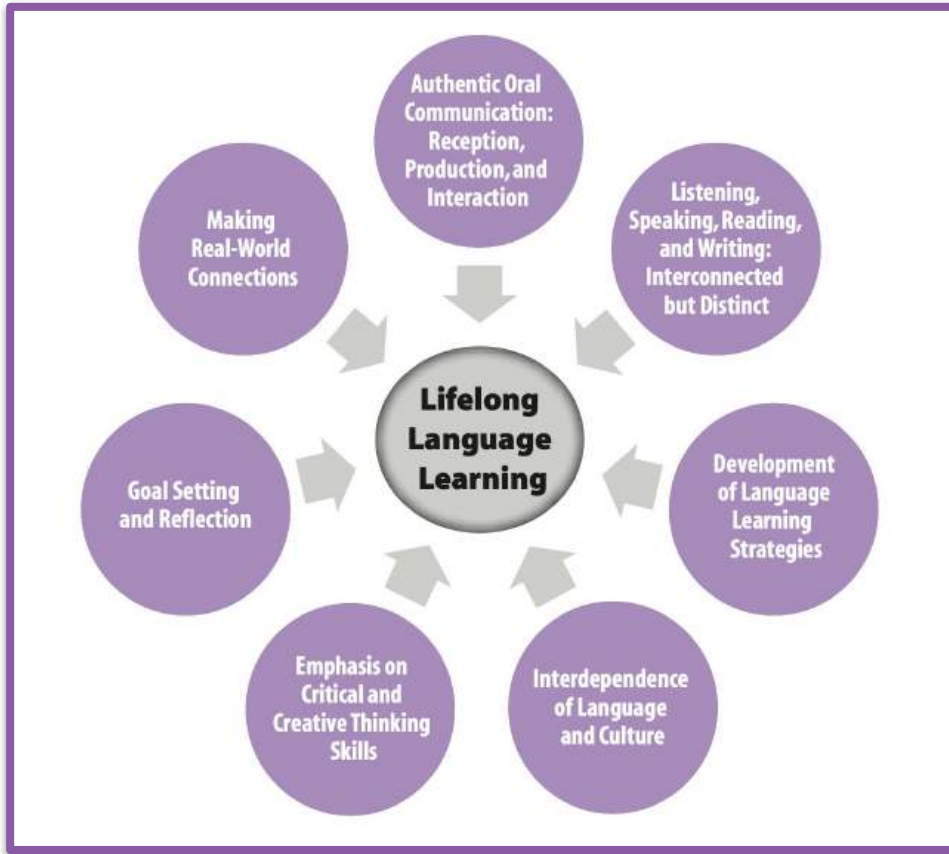 Authentic Oral
Communication:
Reception,
Production, and
Interaction
Listening,
Speaking, Reading,
and Writing:
Interconnected
but Distinct
Development
of Language
Learning
Strategies
Interdependence
of Language
and Culture
Emphasis on
Critical and
Creative Thinking
Skills
Goal Setting
and Reflection
Making
Real-World
Connections
Lifelong
Language
Learning